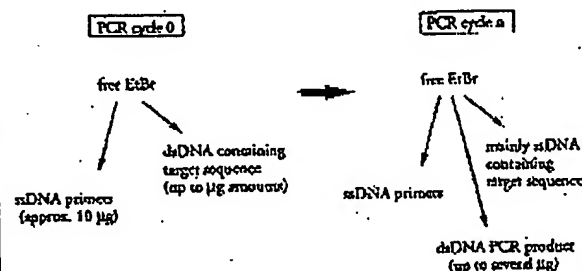 PCR cycle 0
free EtBr
dsDNA containing
target sequence
(up to µg amounts)
ssDNA primers
(approx. 10 µg)
PCR cycle n
free EtBr
mainly ssDNA
containing
target sequence
ssDNA primers
dsDNA PCR product
(up to several µg)